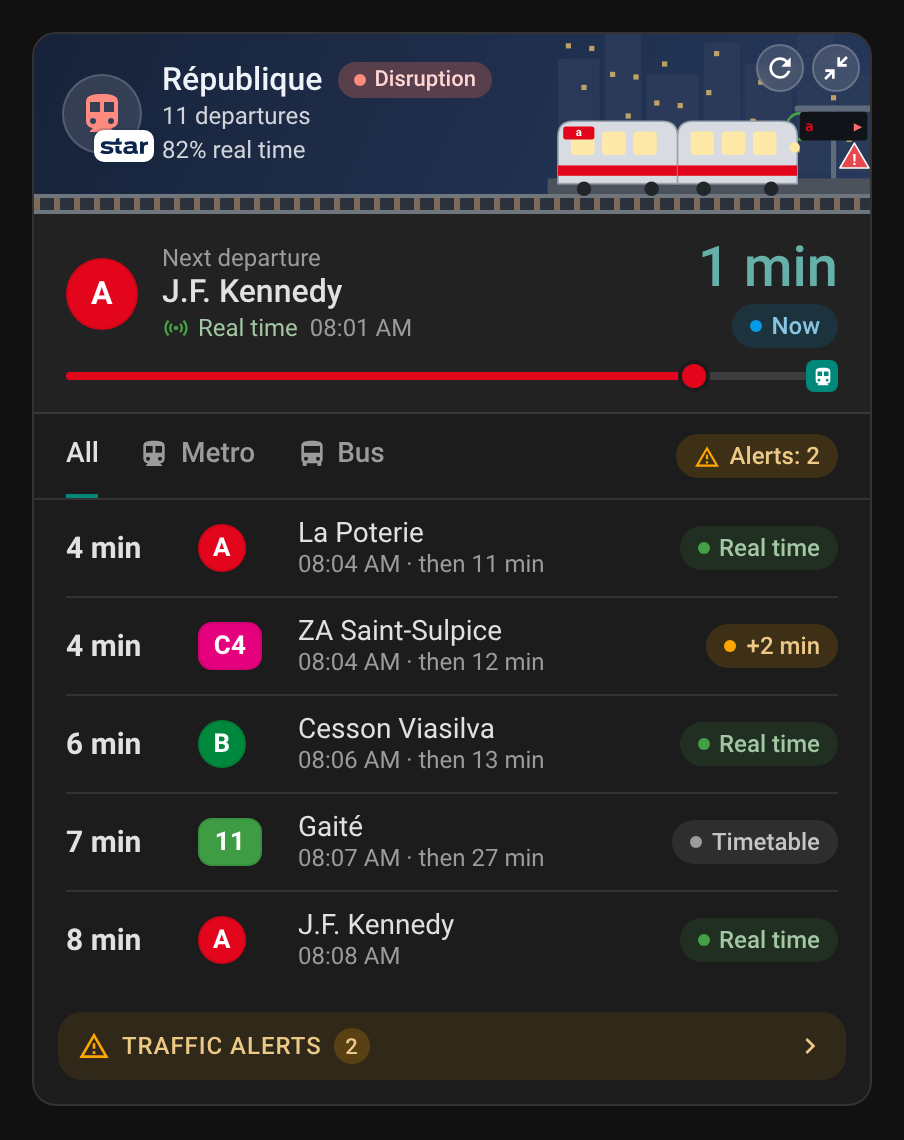 République
Disruption
11 departures
82% real time
star
a
a
Next departure
J.F. Kennedy
Real time 08:01 AM
A
1 min
Now
All
Metro
Bus
Alerts: 2
4 min
A
La Poterie
08:04 AM · then 11 min
Real time
4 min
C4
ZA Saint-Sulpice
08:04 AM · then 12 min
+2 min
6 min
B
Cesson Viasilva
08:06 AM · then 13 min
Real time
7 min
11
Gaité
08:07 AM · then 27 min
Timetable
8 min
A
J.F. Kennedy
08:08 AM
Real time
TRAFFIC ALERTS 2